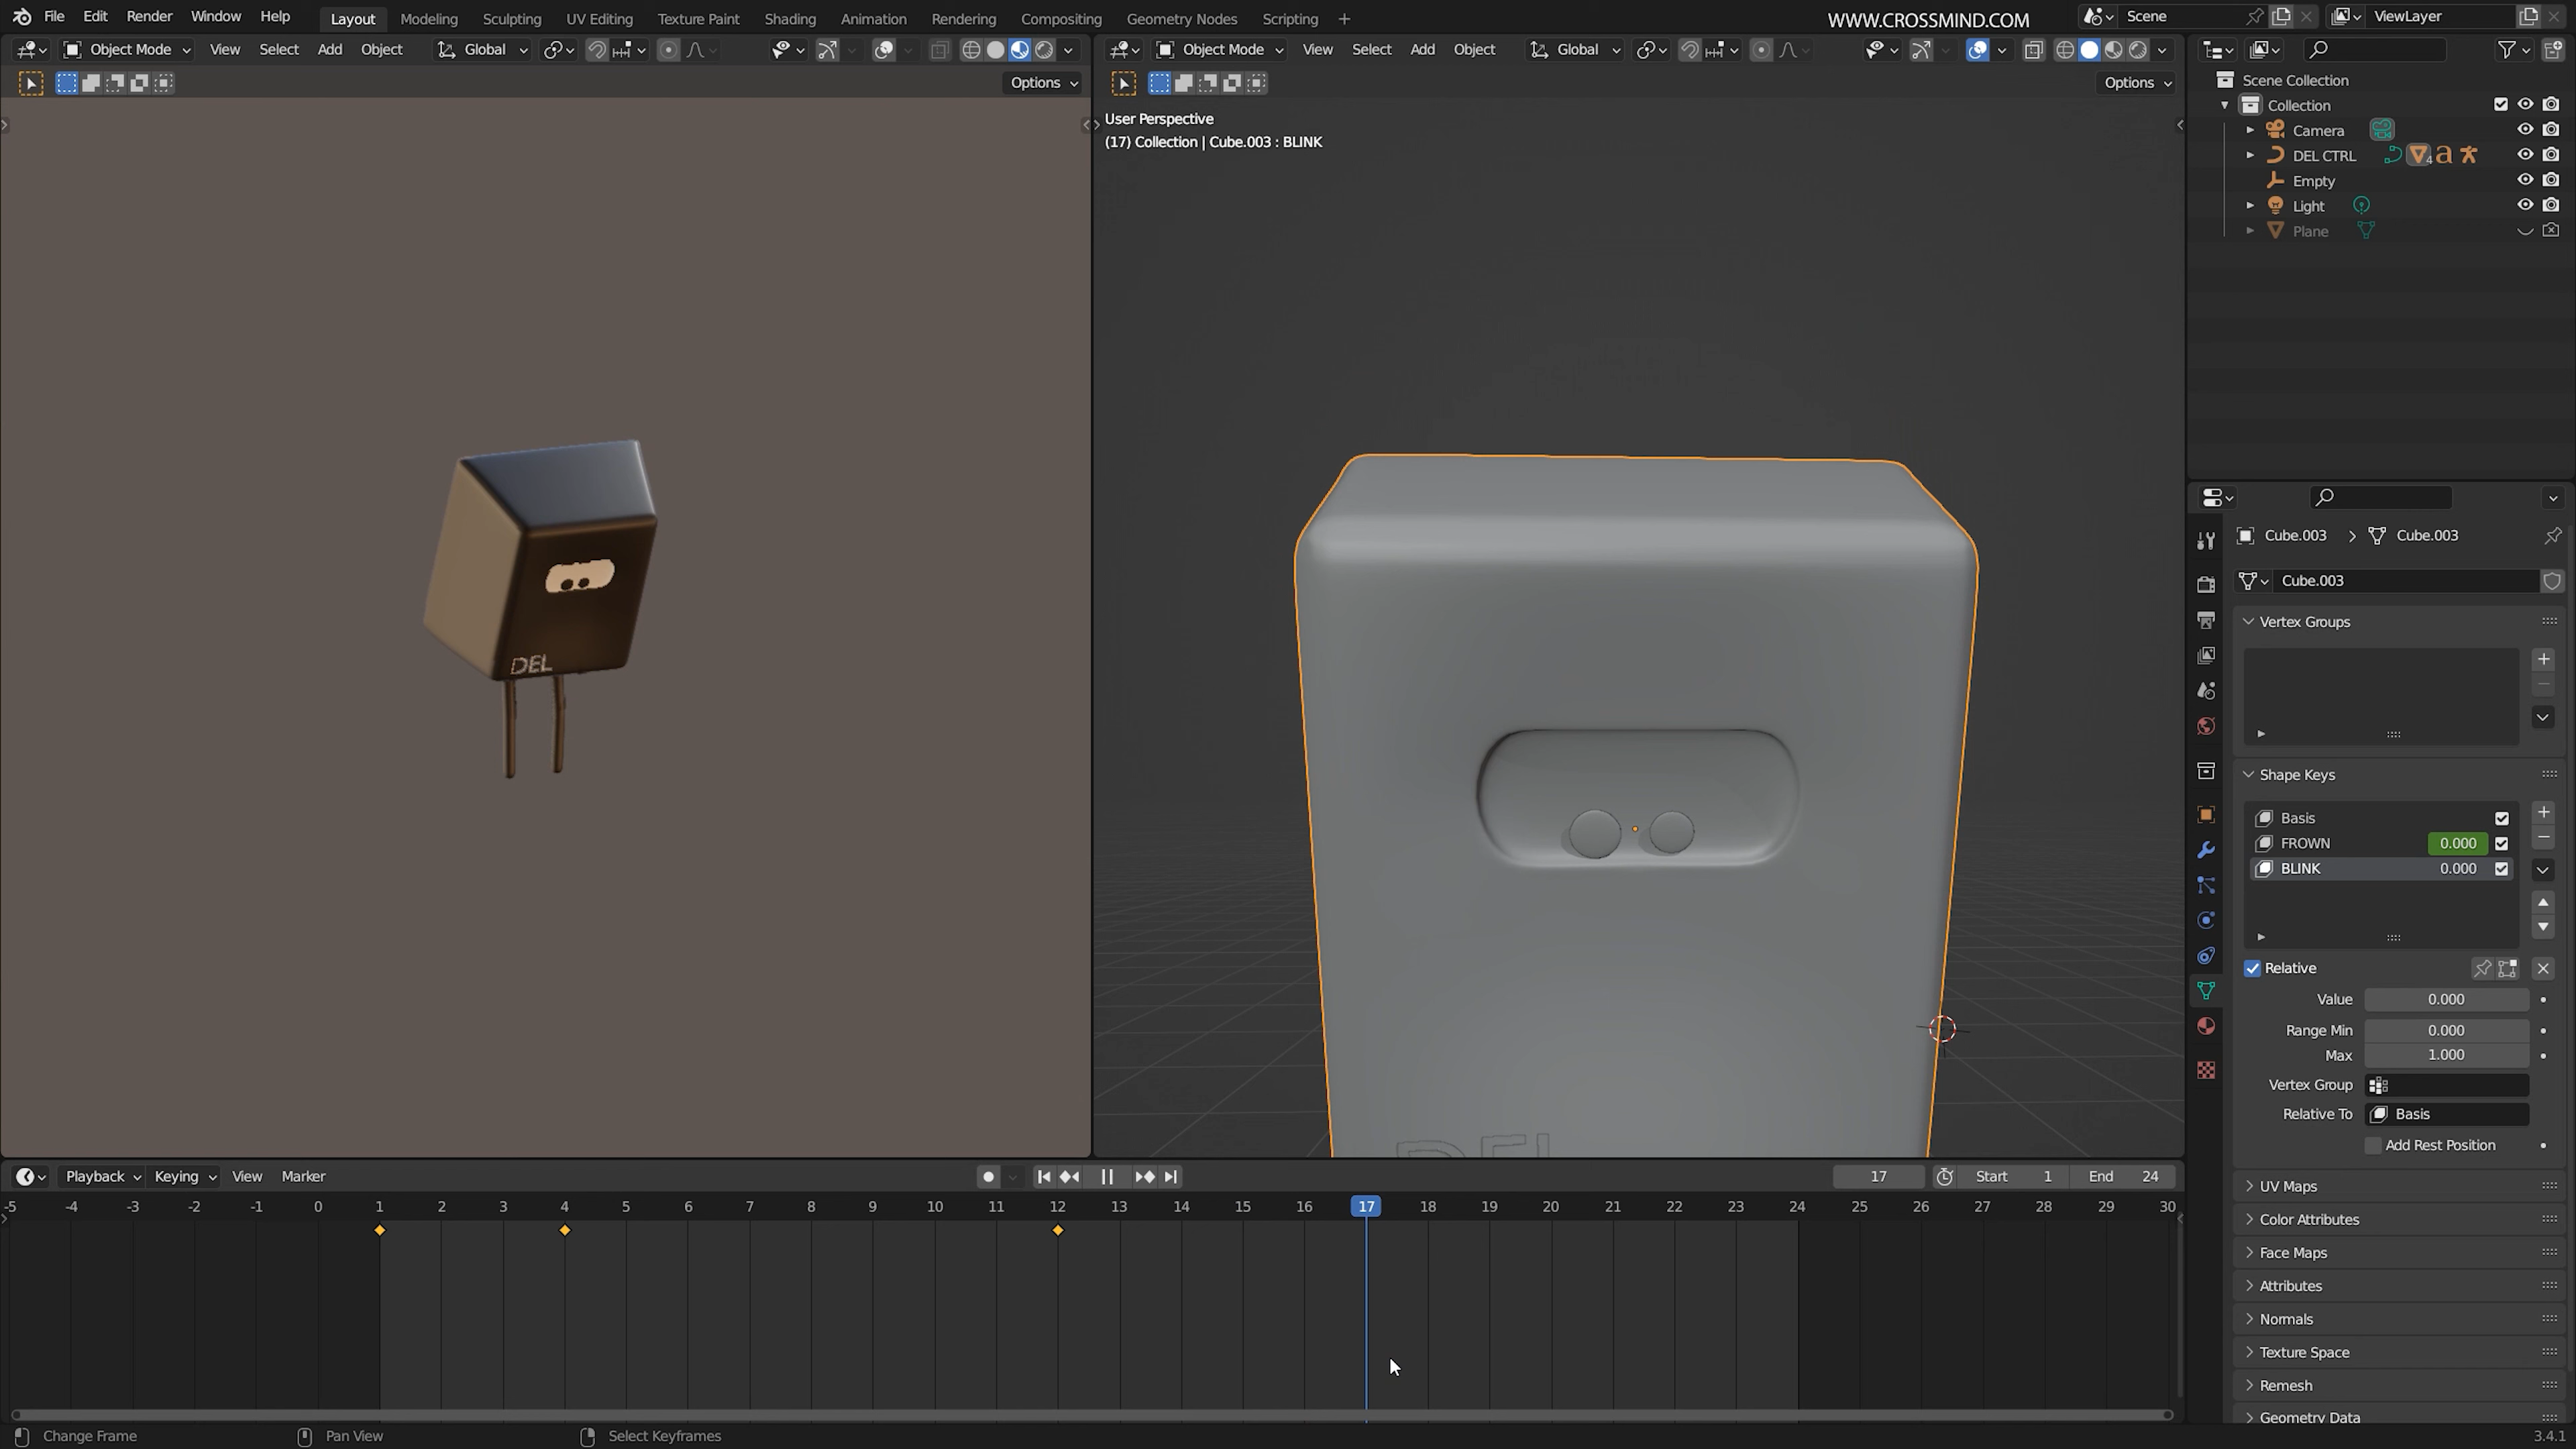 File Edit Render Window Help Layout Modeling Sculpting UV Editing Texture Paint Shading Animation Rendering Compositing Geometry Nodes Scripting + WWW.CROSSMIND.COM Scene ViewLayer
Object Mode View Select Add Object Global Object Mode View Select Add Object Global
Options Options
User Perspective
(17) Collection | Cube.003 : BLINK
Scene Collection
Collection
Camera
DEL CTRL
Empty
Light
Plane
DEL
DEL
Cube.003 > Cube.003
Cube.003
Vertex Groups
Shape Keys
Basis
FROWN 0.000
BLINK 0.000
Relative
Value 0.000
Range Min 0.000
Max 1.000
Vertex Group
Relative To Basis
Add Rest Position
UV Maps
Color Attributes
Face Maps
Attributes
Normals
Texture Space
Remesh
Geometry Data
Playback Keying View Marker 17 Start 1 End 24
-5 -4 -3 -2 -1 0 1 2 3 4 5 6 7 8 9 10 11 12 13 14 15 16 17 18 19 20 21 22 23 24 25 26 27 28 29 30
Change Frame Pan View Select Keyframes 3.4.1